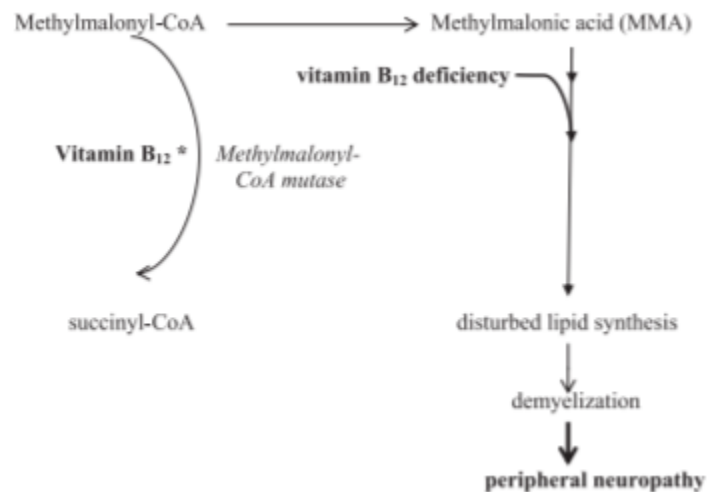 Methylmalonyl-CoA
Methylmalonic acid (MMA)
vitamin B₁₂ deficiency
Vitamin B₁₂ *
Methylmalonyl-
CoA mutase
succinyl-CoA
disturbed lipid synthesis
demyelization
peripheral neuropathy